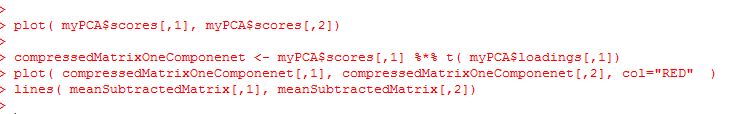 >
> plot( myPCA$scores[,1], myPCA$scores[,2])
>
> compressedMatrixOneComponenet <- myPCA$scores[,1] %*% t( myPCA$loadings[,1])
> plot( compressedMatrixOneComponenet[,1], compressedMatrixOneComponenet[,2], col="RED"  )
> lines( meanSubtractedMatrix[,1], meanSubtractedMatrix[,2])
>